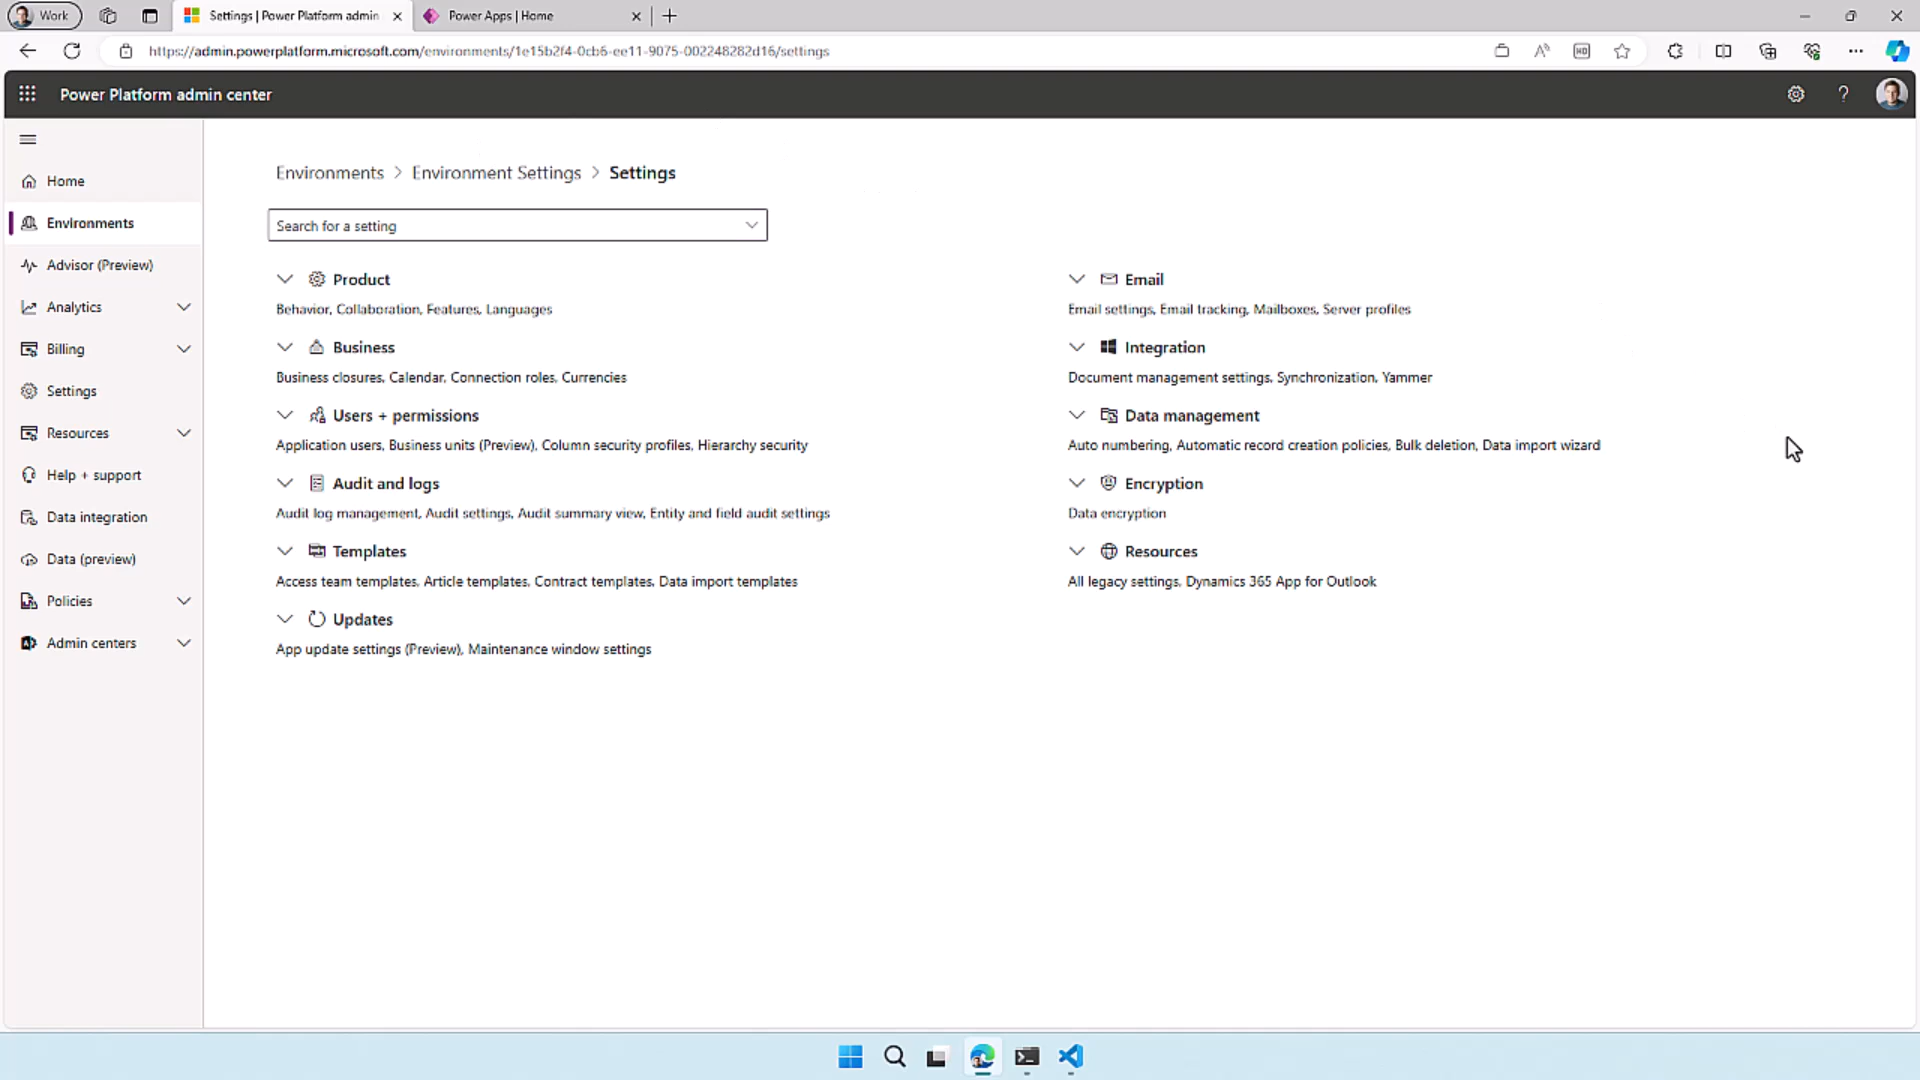 Work
Settings | Power Platform admin
Power Apps | Home
https://admin.powerplatform.microsoft.com/environments/1e15b2f4-0cb6-ee11-9075-002248282d16/settings
Power Platform admin center
Home
Environments
Advisor (Preview)
Analytics
Billing
Settings
Resources
Help + support
Data integration
Data (preview)
Policies
Admin centers
Environments > Environment Settings > Settings
Search for a setting
Product
Behavior, Collaboration, Features, Languages
Business
Business closures, Calendar, Connection roles, Currencies
Users + permissions
Application users, Business units (Preview), Column security profiles, Hierarchy security
Audit and logs
Audit log management, Audit settings, Audit summary view, Entity and field audit settings
Templates
Access team templates, Article templates, Contract templates, Data import templates
Updates
App update settings (Preview), Maintenance window settings
Email
Email settings, Email tracking, Mailboxes, Server profiles
Integration
Document management settings, Synchronization, Yammer
Data management
Auto numbering, Automatic record creation policies, Bulk deletion, Data import wizard
Encryption
Data encryption
Resources
All legacy settings, Dynamics 365 App for Outlook